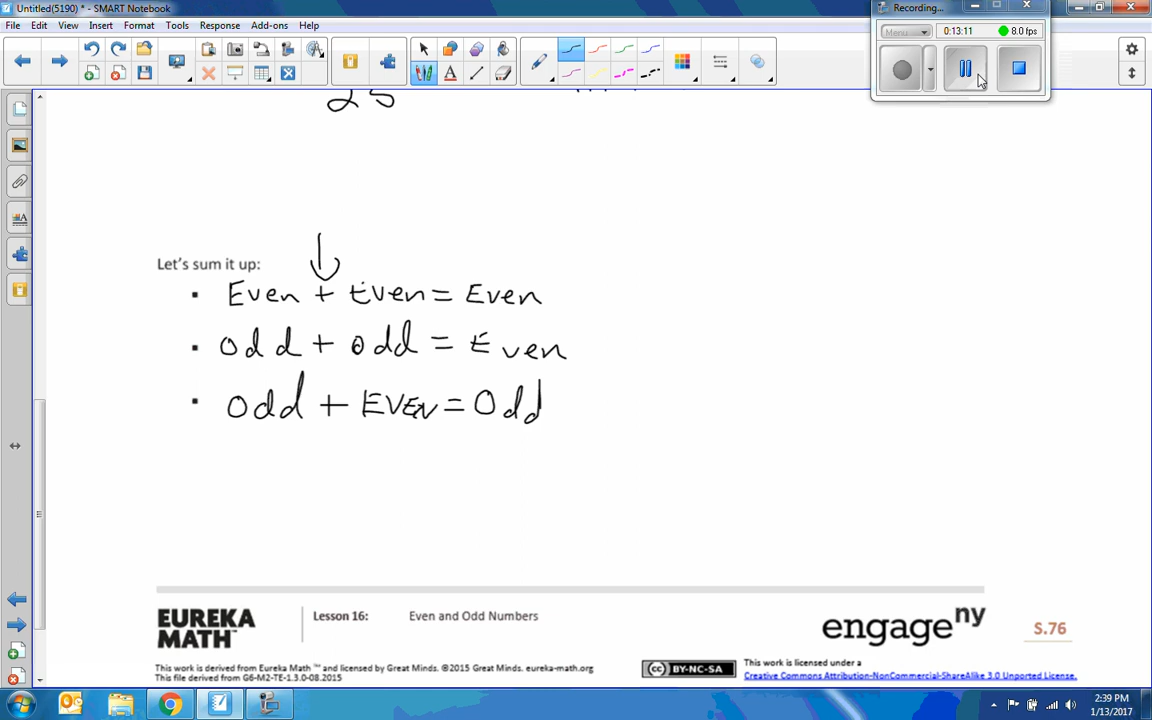 Untitled(5190) * - SMART Notebook
Recording...
File Edit View Insert Format Tools Response Add-ons Help
Menu 0:13:11 8.0 fps
25
Let's sum it up:
▪ Even + Even = Even
▪ Odd + Odd = Even
▪ Odd + EVEN = Odd
EUREKA
MATH™
Lesson 16: Even and Odd Numbers
engage ny
S.76
This work is derived from Eureka Math ™ and licensed by Great Minds. ©2015 Great Minds. eureka-math.org
This file derived from G6-M2-TE-1.3.0-08.2015
(cc) BY-NC-SA
This work is licensed under a
Creative Commons Attribution-NonCommercial-ShareAlike 3.0 Unported License.
2:39 PM
1/13/2017